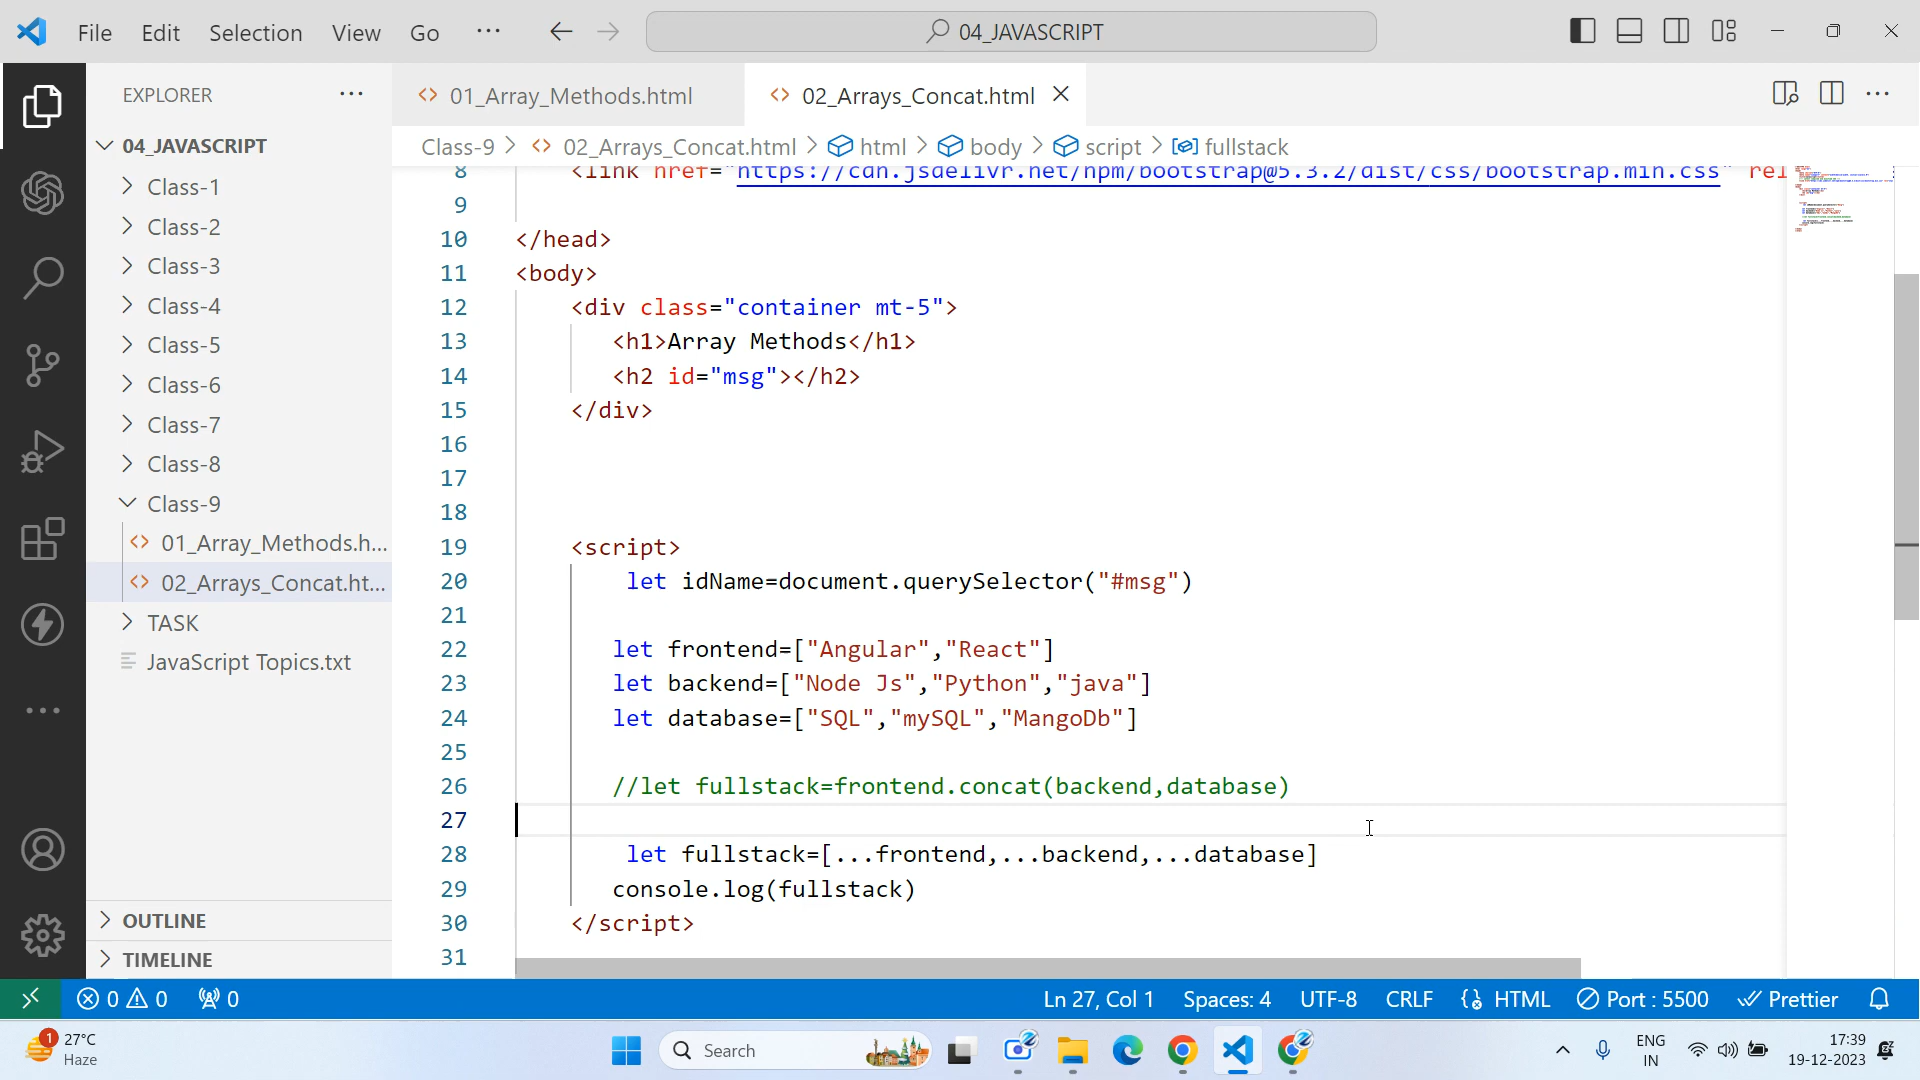 File Edit Selection View Go ··· 04_JAVASCRIPT
EXPLORER ···
01_Array_Methods.html
02_Arrays_Concat.html
Class-9 > 02_Arrays_Concat.html > html > body > script > fullstack
04_JAVASCRIPT
Class-1
Class-2
Class-3
Class-4
Class-5
Class-6
Class-7
Class-8
Class-9
01_Array_Methods.h...
02_Arrays_Concat.ht...
TASK
JavaScript Topics.txt
OUTLINE
TIMELINE
8 <link href="https://cdn.jsdelivr.net/npm/bootstrap@5.3.2/dist/css/bootstrap.min.css" rel
9
10 </head>
11 <body>
12 <div class="container mt-5">
13 <h1>Array Methods</h1>
14 <h2 id="msg"></h2>
15 </div>
16
17
18
19 <script>
20 let idName=document.querySelector("#msg")
21
22 let frontend=["Angular","React"]
23 let backend=["Node Js","Python","java"]
24 let database=["SQL","mySQL","MangoDb"]
25
26 //let fullstack=frontend.concat(backend,database)
27
28 let fullstack=[...frontend,...backend,...database]
29 console.log(fullstack)
30 </script>
31
0 0 0 Ln 27, Col 1 Spaces: 4 UTF-8 CRLF HTML Port : 5500 Prettier
1 27°C
Haze
Search
ENG
IN
17:39
19-12-2023